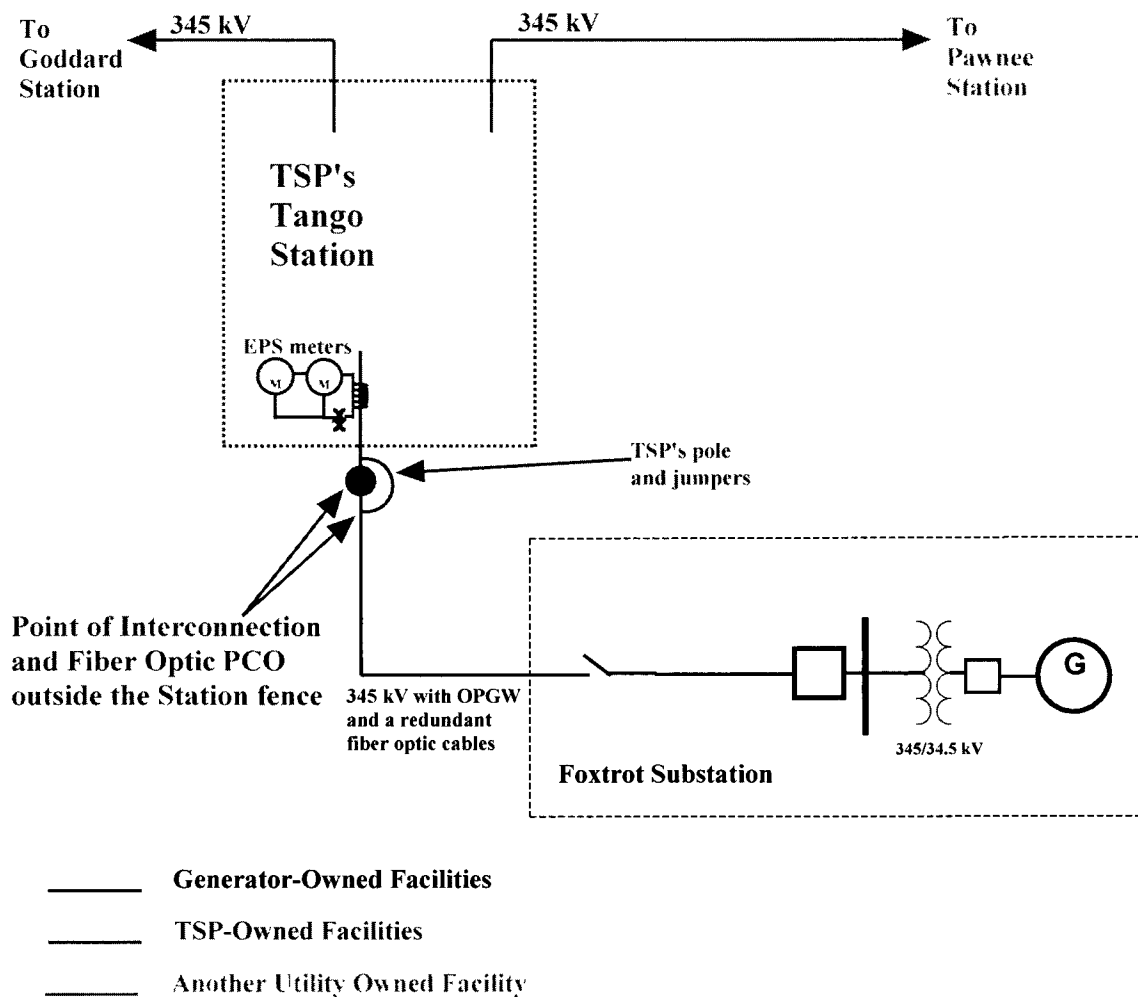 To
Goddard
Station
345 kV
345 kV
To
Pawnee
Station
TSP's
Tango
Station
EPS meters
M
M
TSP's pole
and jumpers
Point of Interconnection
and Fiber Optic PCO
outside the Station fence
345 kV with OPGW
and a redundant
fiber optic cables
G
345/34.5 kV
Foxtrot Substation
Generator-Owned Facilities
TSP-Owned Facilities
Another Utility Owned Facility